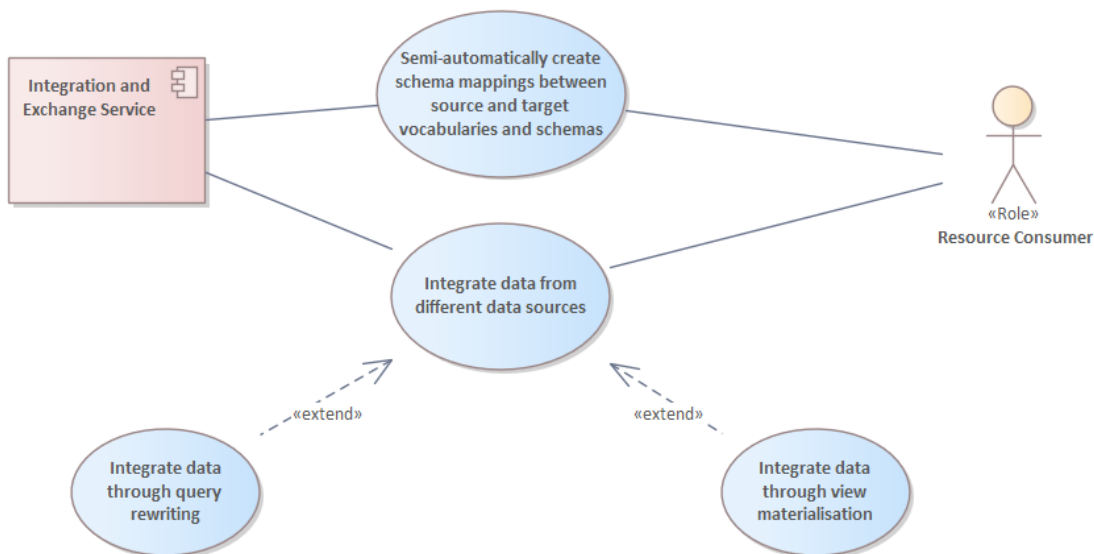 Semi-automatically create
schema mappings between
source and target
vocabularies and schemas
Integration and
Exchange Service
«Role»
Resource Consumer
Integrate data from
different data sources
«extend»
«extend»
Integrate data
through query
rewriting
Integrate data
through view
materialisation